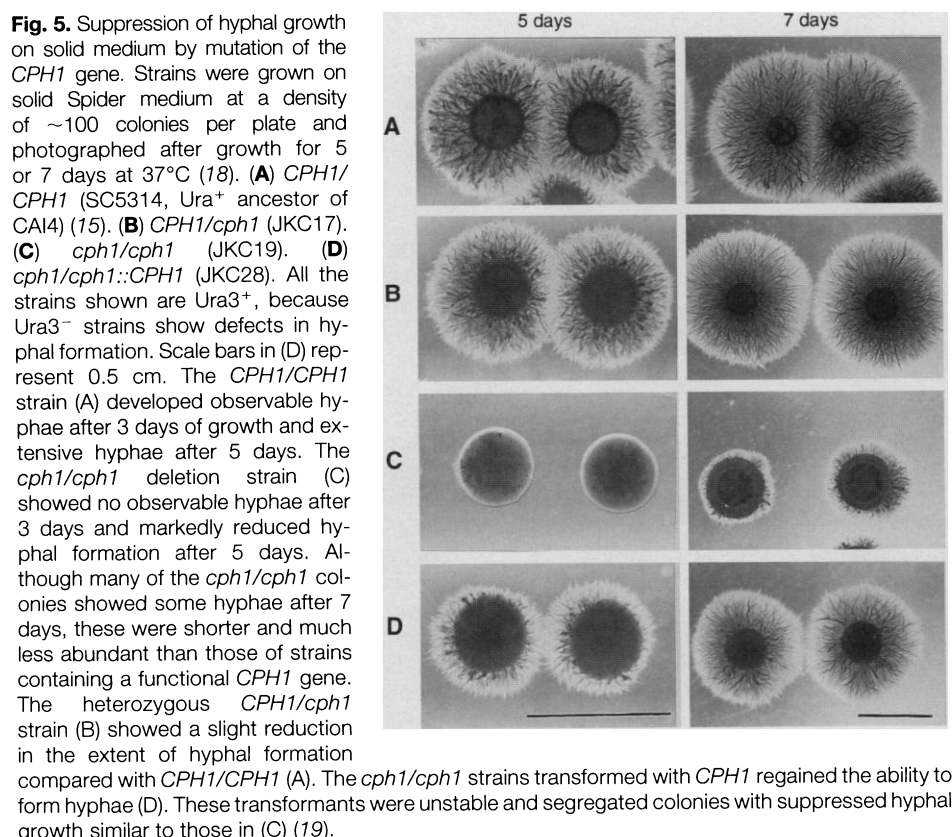 Fig. 5. Suppression of hyphal growth
on solid medium by mutation of the
CPH1 gene. Strains were grown on
solid Spider medium at a density
of ~100 colonies per plate and
photographed after growth for 5
or 7 days at 37°C (18). (A) CPH1/
CPH1 (SC5314, Ura⁺ ancestor of
CAI4) (15). (B) CPH1/cph1 (JKC17).
(C) cph1/cph1 (JKC19). (D)
cph1/cph1::CPH1 (JKC28). All the
strains shown are Ura3⁺, because
Ura3⁻ strains show defects in hy-
phal formation. Scale bars in (D) rep-
resent 0.5 cm. The CPH1/CPH1
strain (A) developed observable hy-
phae after 3 days of growth and ex-
tensive hyphae after 5 days. The
cph1/cph1 deletion strain (C)
showed no observable hyphae after
3 days and markedly reduced hy-
phal formation after 5 days. Al-
though many of the cph1/cph1 col-
onies showed some hyphae after 7
days, these were shorter and much
less abundant than those of strains
containing a functional CPH1 gene.
The heterozygous CPH1/cph1
strain (B) showed a slight reduction
in the extent of hyphal formation
compared with CPH1/CPH1 (A). The cph1/cph1 strains transformed with CPH1 regained the ability to
form hyphae (D). These transformants were unstable and segregated colonies with suppressed hyphal
growth similar to those in (C) (19).
5 days 7 days
A
B
C
D